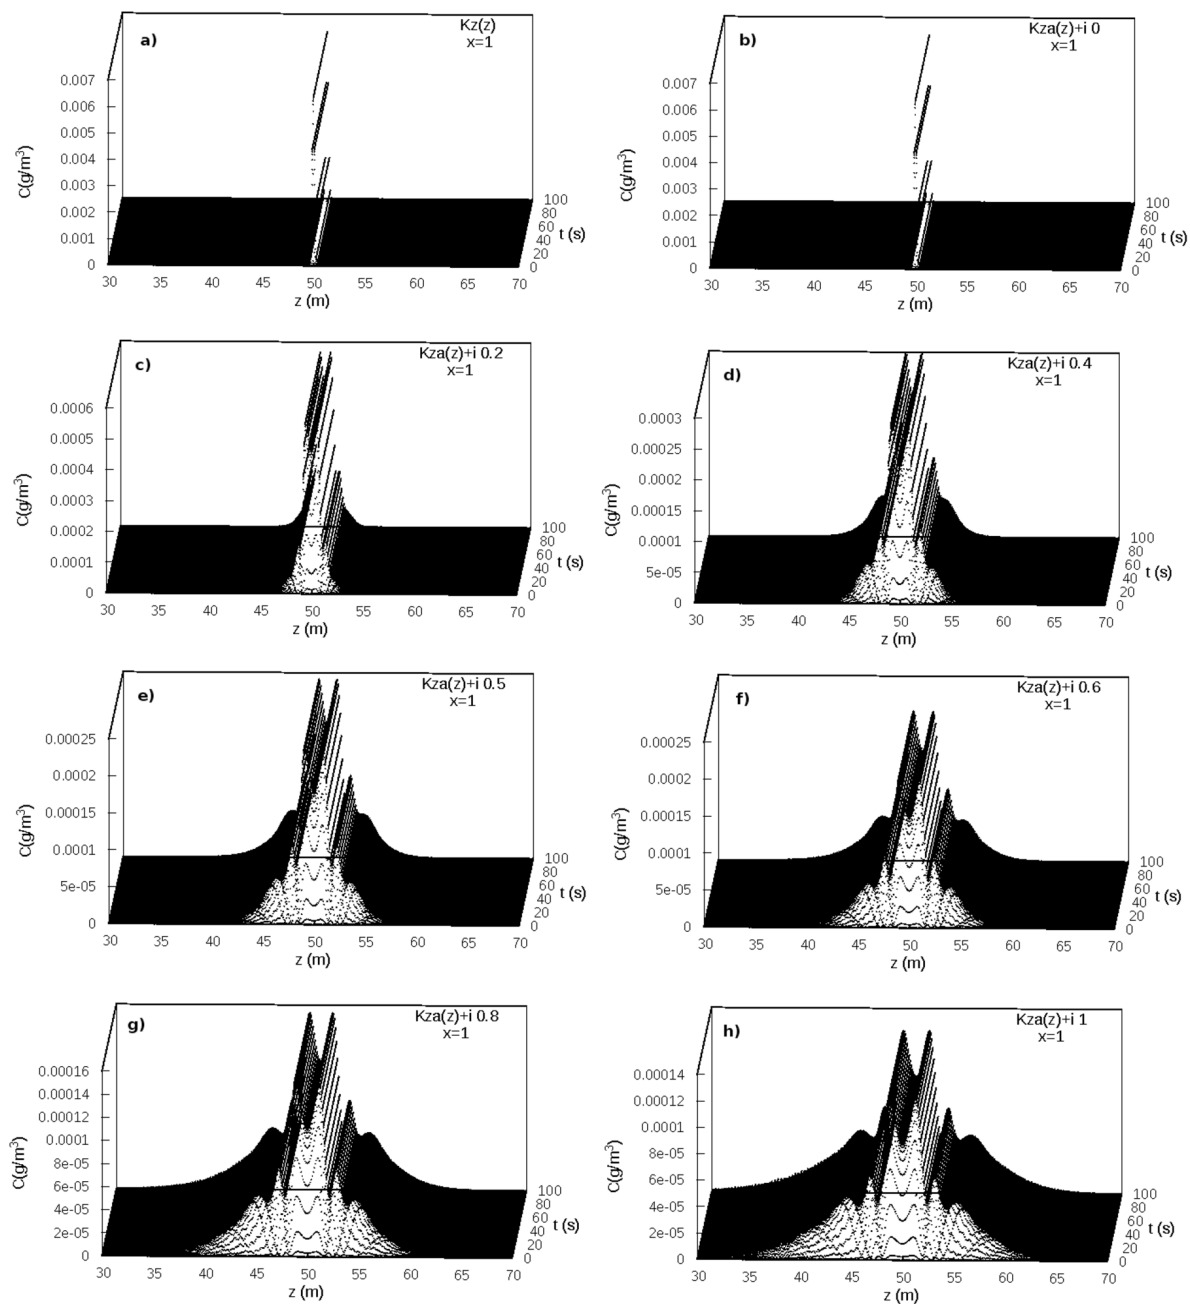 a)
Kz(z)
x=1
0.007
0.006
0.005
0.004
0.003
0.002
0.001
0
C(g/m³)
30 35 40 45 50 55 60 65 70
z (m)
100
80
60
40
20
0
t (s)
b)
Kza(z)+i 0
x=1
0.007
0.006
0.005
0.004
0.003
0.002
0.001
0
C(g/m³)
30 35 40 45 50 55 60 65 70
z (m)
100
80
60
40
20
0
t (s)
c)
Kza(z)+i 0.2
x=1
0.0006
0.0005
0.0004
0.0003
0.0002
0.0001
0
C(g/m³)
30 35 40 45 50 55 60 65 70
z (m)
100
80
60
40
20
0
t (s)
d)
Kza(z)+i 0.4
x=1
0.0003
0.00025
0.0002
0.00015
0.0001
5e-05
0
C(g/m³)
30 35 40 45 50 55 60 65 70
z (m)
100
80
60
40
20
0
t (s)
e)
Kza(z)+i 0.5
x=1
0.00025
0.0002
0.00015
0.0001
5e-05
0
C(g/m³)
30 35 40 45 50 55 60 65 70
z (m)
100
80
60
40
20
0
t (s)
f)
Kza(z)+i 0.6
x=1
0.00025
0.0002
0.00015
0.0001
5e-05
0
C(g/m³)
30 35 40 45 50 55 60 65 70
z (m)
100
80
60
40
20
0
t (s)
g)
Kza(z)+i 0.8
x=1
0.00016
0.00014
0.00012
0.0001
8e-05
6e-05
4e-05
2e-05
0
C(g/m³)
30 35 40 45 50 55 60 65 70
z (m)
100
80
60
40
20
0
t (s)
h)
Kza(z)+i 1
x=1
0.00014
0.00012
0.0001
8e-05
6e-05
4e-05
2e-05
0
C(g/m³)
30 35 40 45 50 55 60 65 70
z (m)
100
80
60
40
20
0
t (s)